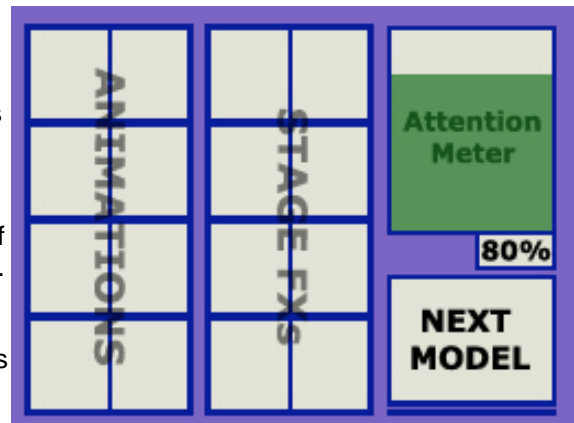 ANIMATIONS
STAGE FXs
Attention
Meter
80%
NEXT
MODEL
s
f
.
s